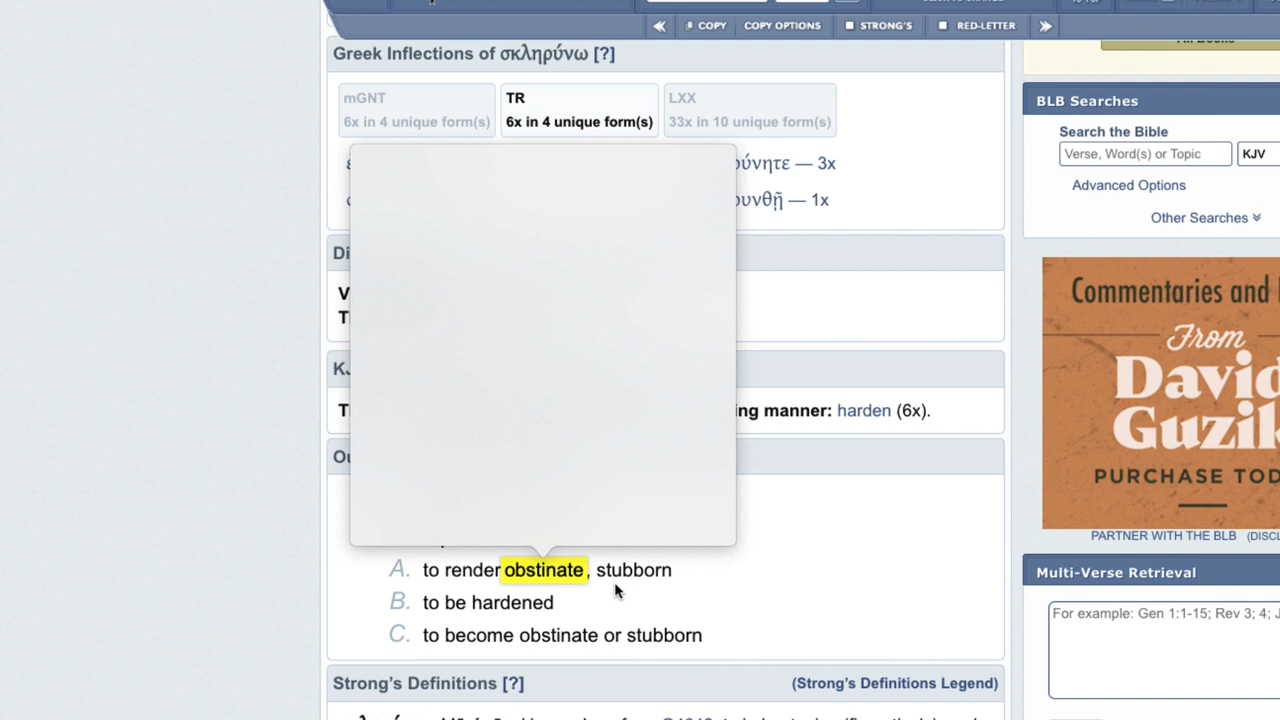 COPY COPY OPTIONS STRONG'S RED-LETTER
Greek Inflections of σκληρύνω [?]
mGNT
6x in 4 unique form(s)
TR
6x in 4 unique form(s)
LXX
33x in 10 unique form(s)
ύνητε — 3x
υνθῇ — 1x
ing manner: harden (6x).
A. to render obstinate, stubborn
B. to be hardened
C. to become obstinate or stubborn
Strong's Definitions [?] (Strong's Definitions Legend)
BLB Searches
Search the Bible
Verse, Word(s) or Topic KJV
Advanced Options
Other Searches
Commentaries and
From
David
Guzik
PURCHASE TOD
PARTNER WITH THE BLB (DISCL
Multi-Verse Retrieval
For example: Gen 1:1-15; Rev 3; 4; J